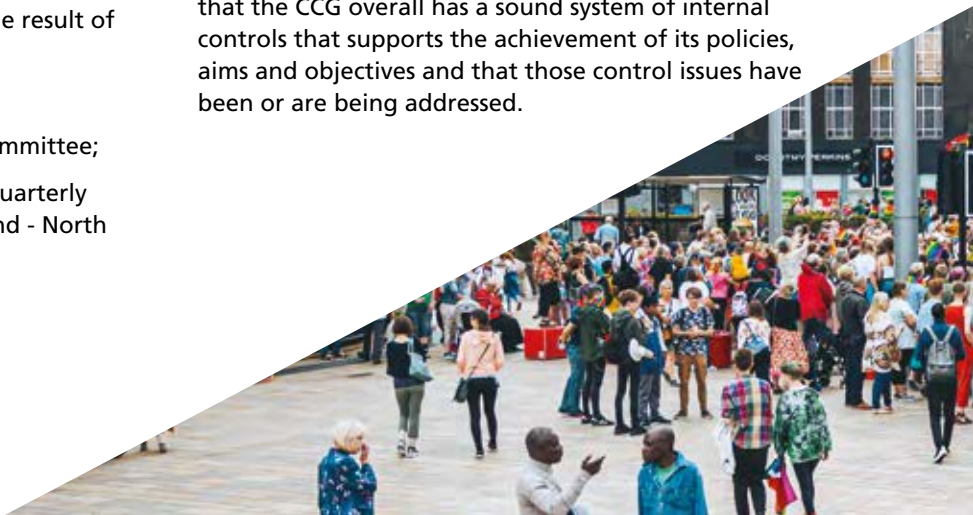 e result of
mmittee;
uarterly
nd - North
that the CCG overall has a sound system of internal
controls that supports the achievement of its policies,
aims and objectives and that those control issues have
been or are being addressed.
DOROTHY PERKINS